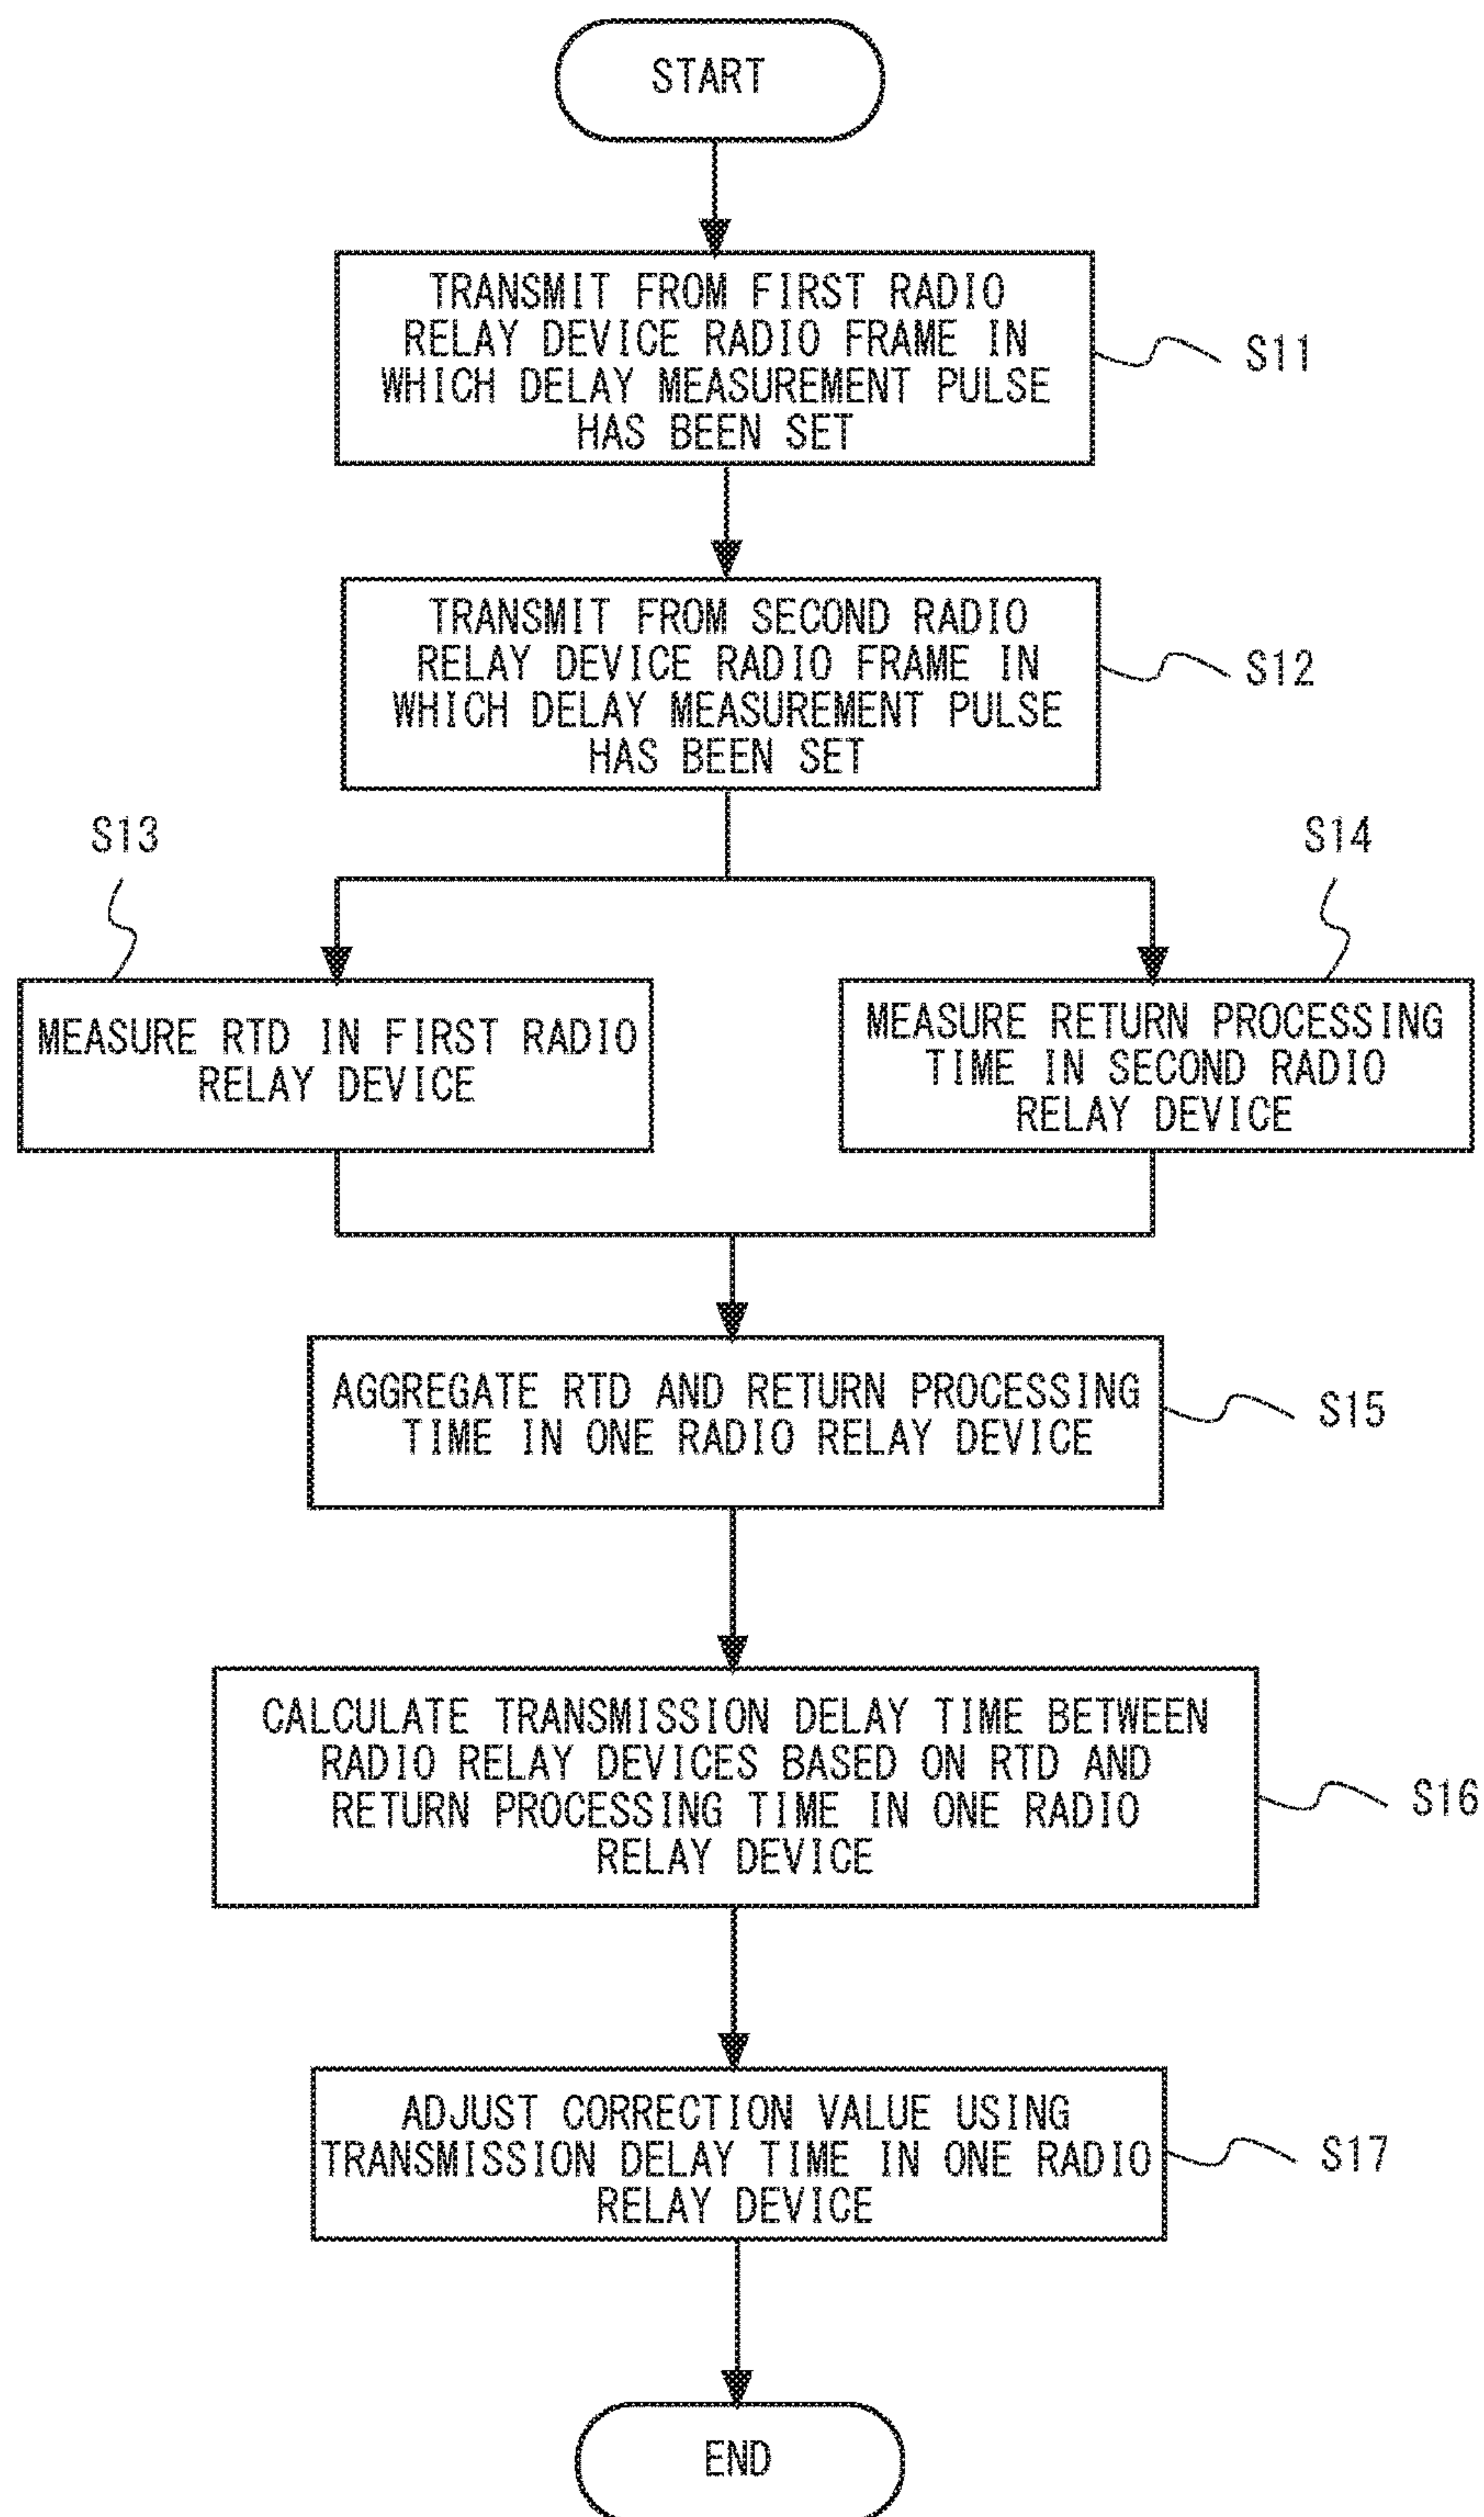 START
TRANSMIT FROM FIRST RADIO
RELAY DEVICE RADIO FRAME IN
WHICH DELAY MEASUREMENT PULSE
HAS BEEN SET
S11
TRANSMIT FROM SECOND RADIO
RELAY DEVICE RADIO FRAME IN
WHICH DELAY MEASUREMENT PULSE
HAS BEEN SET
S12
S13
MEASURE RTD IN FIRST RADIO
RELAY DEVICE
S14
MEASURE RETURN PROCESSING
TIME IN SECOND RADIO
RELAY DEVICE
AGGREGATE RTD AND RETURN PROCESSING
TIME IN ONE RADIO RELAY DEVICE
S15
CALCULATE TRANSMISSION DELAY TIME BETWEEN
RADIO RELAY DEVICES BASED ON RTD AND
RETURN PROCESSING TIME IN ONE RADIO
RELAY DEVICE
S16
ADJUST CORRECTION VALUE USING
TRANSMISSION DELAY TIME IN ONE RADIO
RELAY DEVICE
S17
END